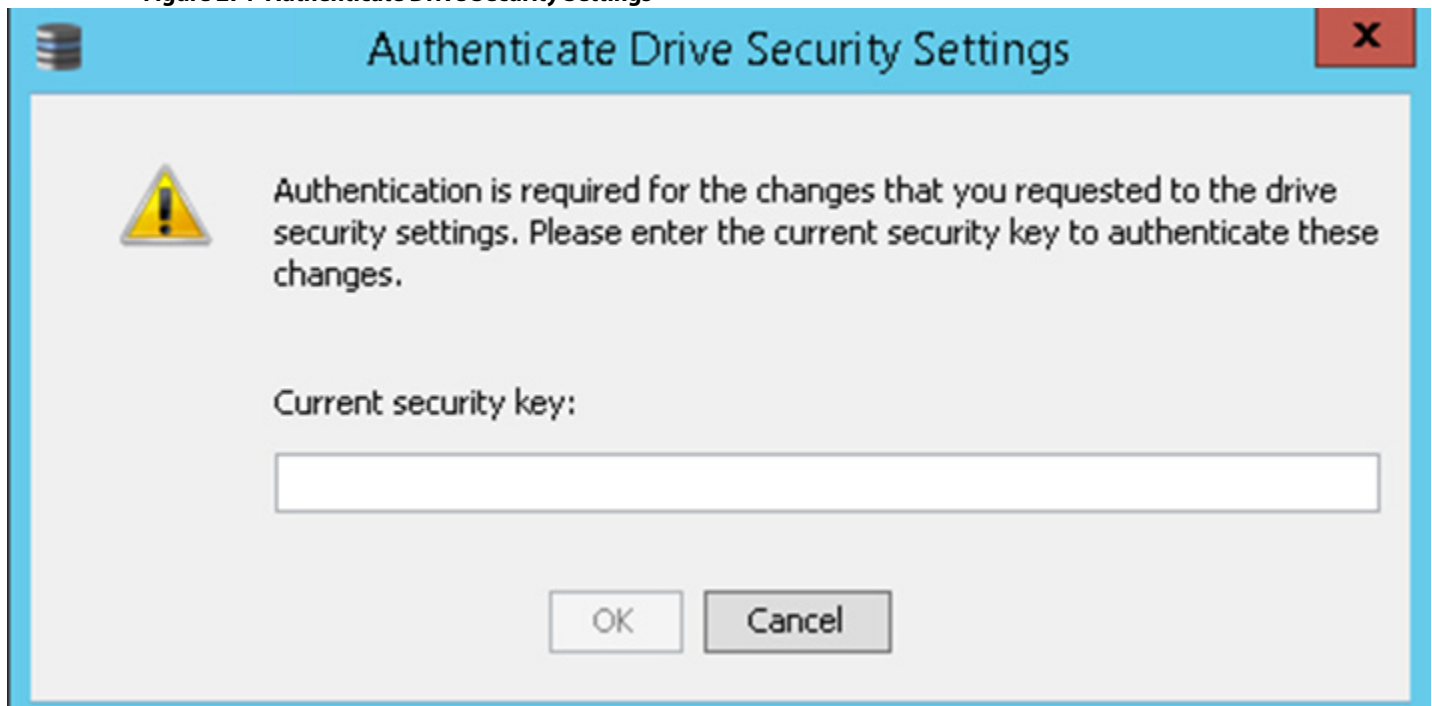 Authenticate Drive Security Settings
Authentication is required for the changes that you requested to the drive
security settings. Please enter the current security key to authenticate these
changes.
Current security key:
OK
Cancel